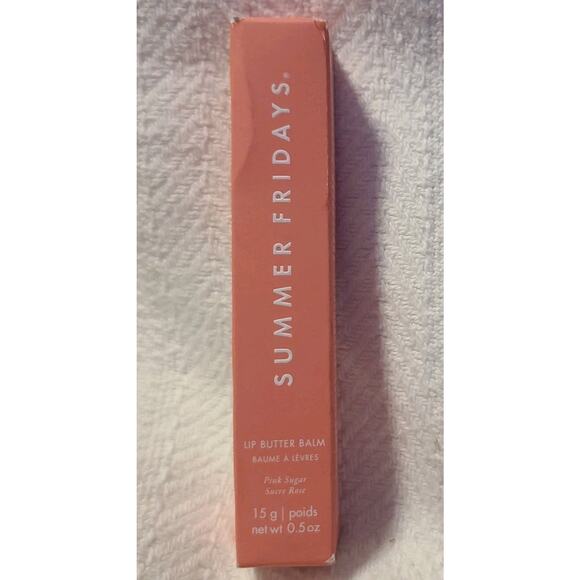 SUMMER FRIDAYS®
LIP BUTTER BALM
BAUME À LÈVRES
Pink Sugar
Sucre Rose
15 g | poids
net wt 0.5 oz